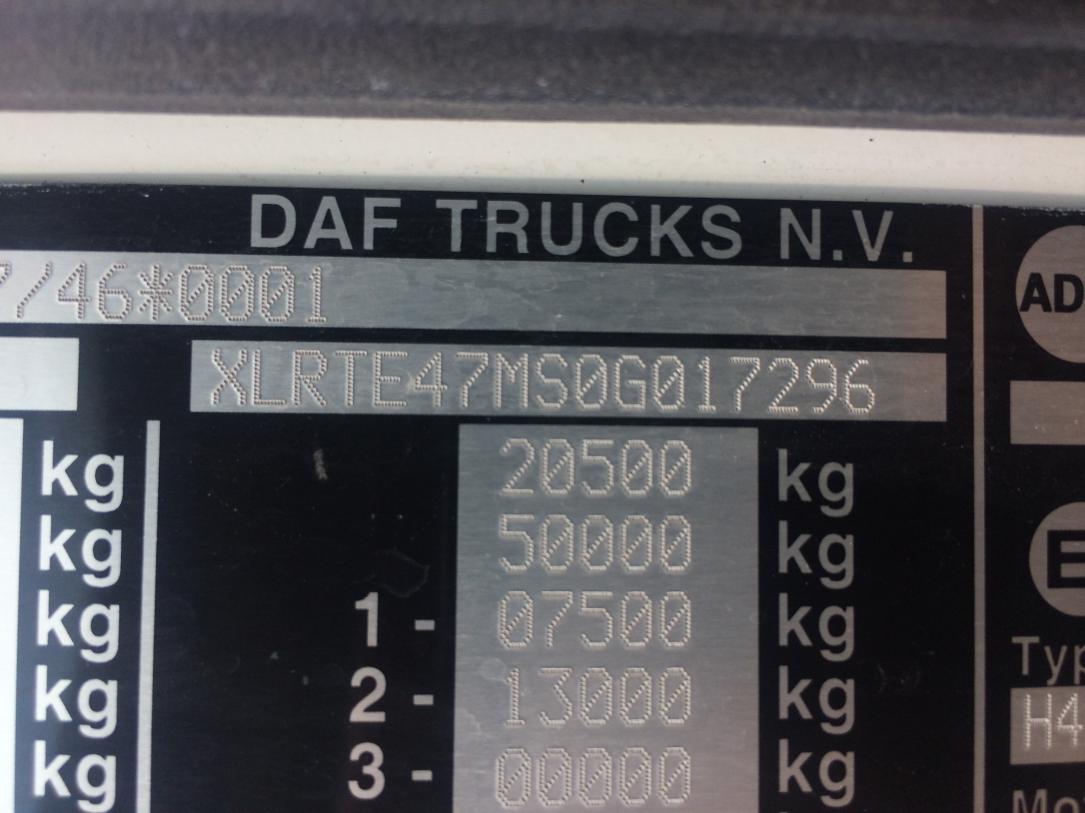 DAF TRUCKS N.V.
/46*0001
XLRTE47MS0G017296
kg 20500 kg
kg 50000 kg
kg 1 - 07500 kg
kg 2 - 13000 kg
kg 3 - 00000 kg
AD
E
Typ
H4
Mo